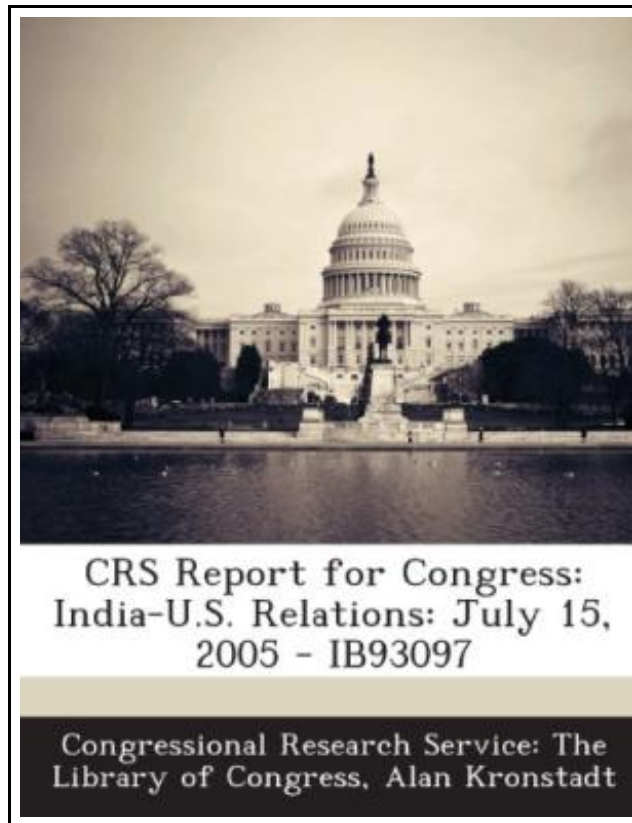 CRS Report for Congress:
India-U.S. Relations: July 15,
2005 - IB93097
Congressional Research Service: The
Library of Congress, Alan Kronstadt